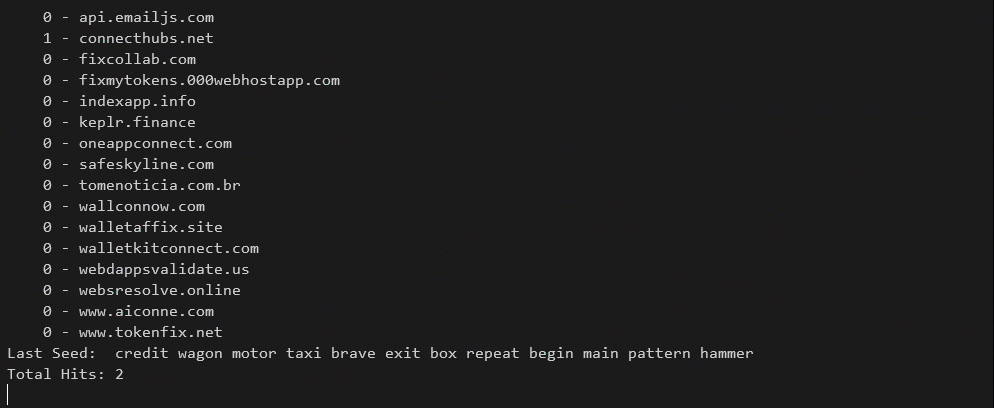 0 - api.emailjs.com
1 - connecthubs.net
0 - fixcollab.com
0 - fixmytokens.000webhostapp.com
0 - indexapp.info
0 - keplr.finance
0 - oneappconnect.com
0 - safeskyline.com
0 - tomenoticia.com.br
0 - wallconnow.com
0 - walletaffix.site
0 - walletkitconnect.com
0 - webdappsvalidate.us
0 - websresolve.online
0 - www.aiconne.com
0 - www.tokenfix.net
Last Seed:  credit wagon motor taxi brave exit box repeat begin main pattern hammer
Total Hits: 2